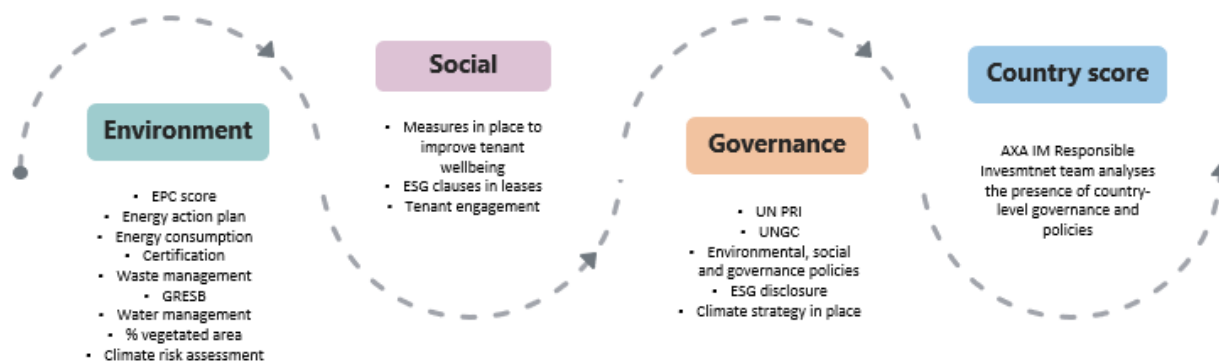 Environment
▪ EPC score
▪ Energy action plan
▪ Energy consumption
▪ Certification
▪ Waste management
▪ GRESB
▪ Water management
▪ % vegetated area
▪ Climate risk assessment
Social
▪ Measures in place to
improve tenant
wellbeing
▪ ESG clauses in leases
▪ Tenant engagement
Governance
▪ UN PRI
▪ UNGC
▪ Environmental, social
and governance policies
▪ ESG disclosure
▪ Climate strategy in place
Country score
AXA IM Responsible
Invesmtnet team analyses
the presence of country-
level governance and
policies